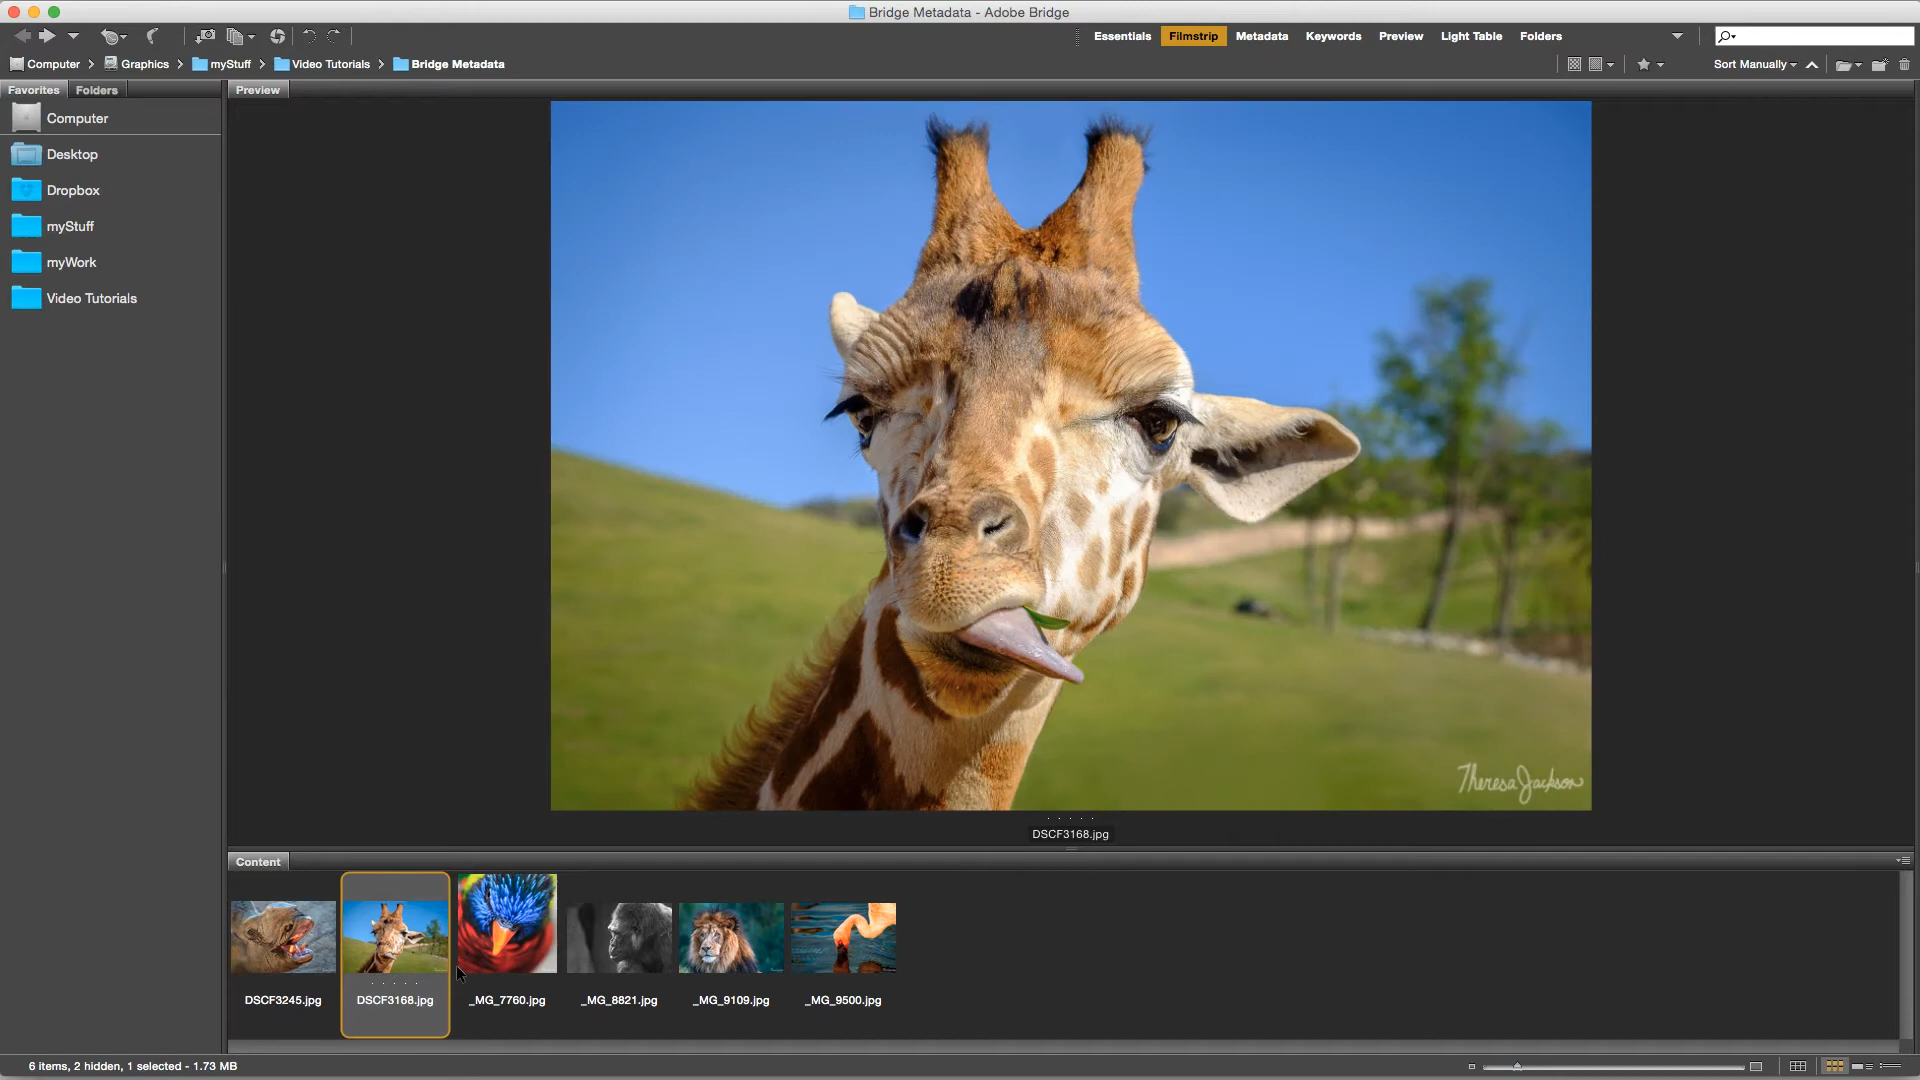 Bridge Metadata - Adobe Bridge
Essentials Filmstrip Metadata Keywords Preview Light Table Folders
Computer Graphics myStuff Video Tutorials Bridge Metadata
Sort Manually
Favorites Folders
Preview
Computer
Desktop
Dropbox
myStuff
myWork
Video Tutorials
Theresa Jackson
DSCF3168.jpg
Content
DSCF3245.jpg DSCF3168.jpg _MG_7760.jpg _MG_8821.jpg _MG_9109.jpg _MG_9500.jpg
6 items, 2 hidden, 1 selected - 1.73 MB